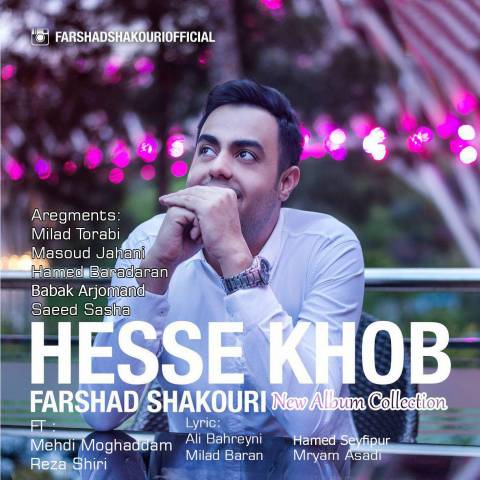 FARSHADSHAKOURIOFFICIAL
Aregments:
Milad Torabi
Masoud Jahani
Hamed Baradaran
Babak Arjomand
Saeed Sasha
HESSE KHOB
FARSHAD SHAKOURI New Album Collection
FT :
Mehdi Moghaddam
Reza Shiri
Lyric:
Ali Bahreyni
Milad Baran
Hamed Seyfipur
Mryam Asadi